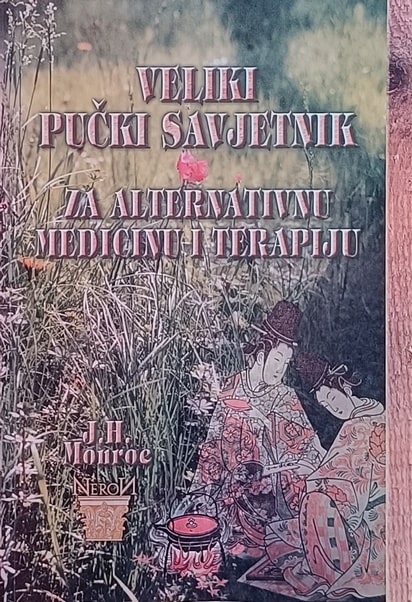 VELIKI
PUČKI SAVJETNIK
ZA ALTERNATIVNU
MEDICINU I TERAPIJU
J. H.
Monroe
NERON